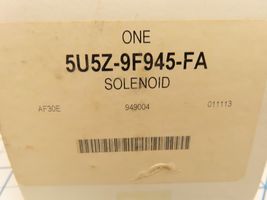 ONE
5U5Z-9F945-FA
SOLENOID
AF30E 949004 011113